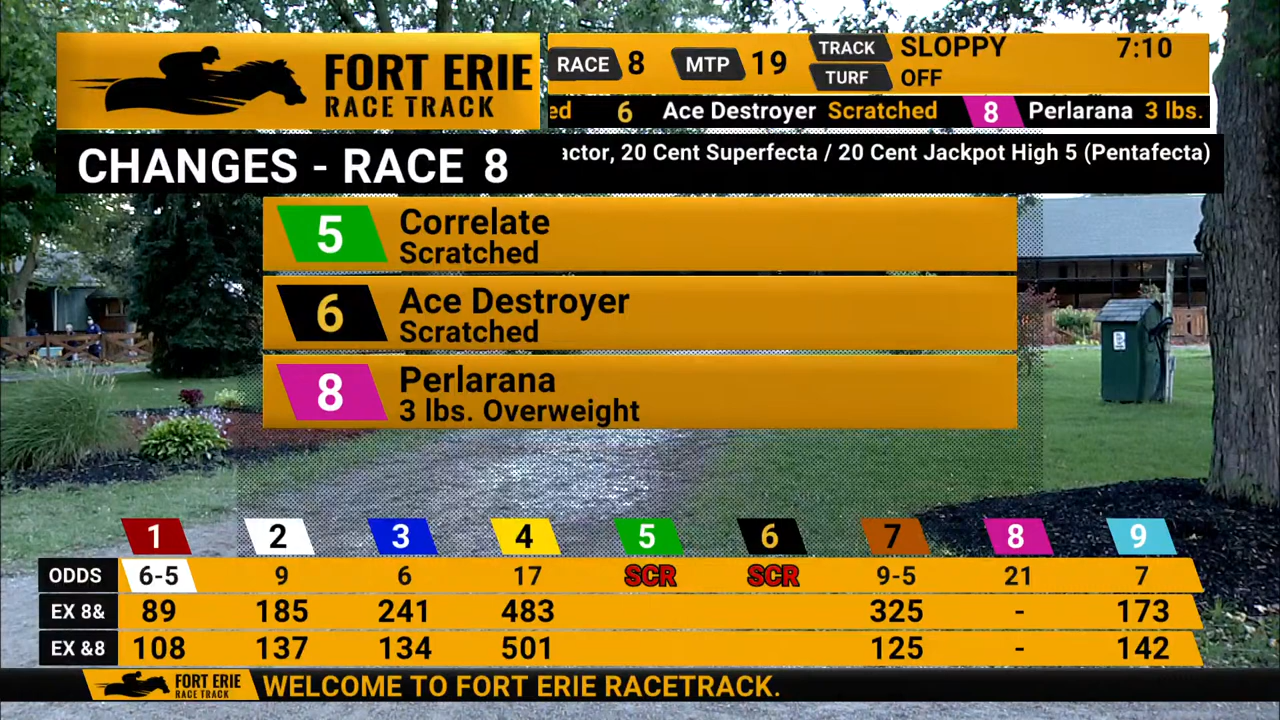 FORT ERIE
RACE TRACK
RACE 8
MTP 19
TRACK SLOPPY
TURF OFF
7:10
ed 6 Ace Destroyer Scratched 8 Perlarana 3 lbs.
CHANGES - RACE 8
actor, 20 Cent Superfecta / 20 Cent Jackpot High 5 (Pentafecta)
5 Correlate
Scratched
6 Ace Destroyer
Scratched
8 Perlarana
3 lbs. Overweight
1 2 3 4 5 6 7 8 9
ODDS 6-5 9 6 17 SCR SCR 9-5 21 7
EX 8& 89 185 241 483 325 - 173
EX &8 108 137 134 501 125 - 142
FORT ERIE
RACE TRACK
WELCOME TO FORT ERIE RACETRACK.